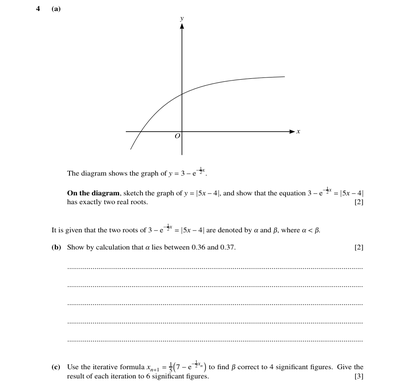 4 (a)
y
O
x
The diagram shows the graph of y = 3 − e^{−½x}.
On the diagram, sketch the graph of y = |5x − 4|, and show that the equation 3 − e^{−½x} = |5x − 4|
has exactly two real roots. [2]
It is given that the two roots of 3 − e^{−½x} = |5x − 4| are denoted by α and β, where α < β.
(b) Show by calculation that α lies between 0.36 and 0.37. [2]
(c) Use the iterative formula xₙ₊₁ = ⅕(7 − e^{−½xₙ}) to find β correct to 4 significant figures. Give the
result of each iteration to 6 significant figures. [3]